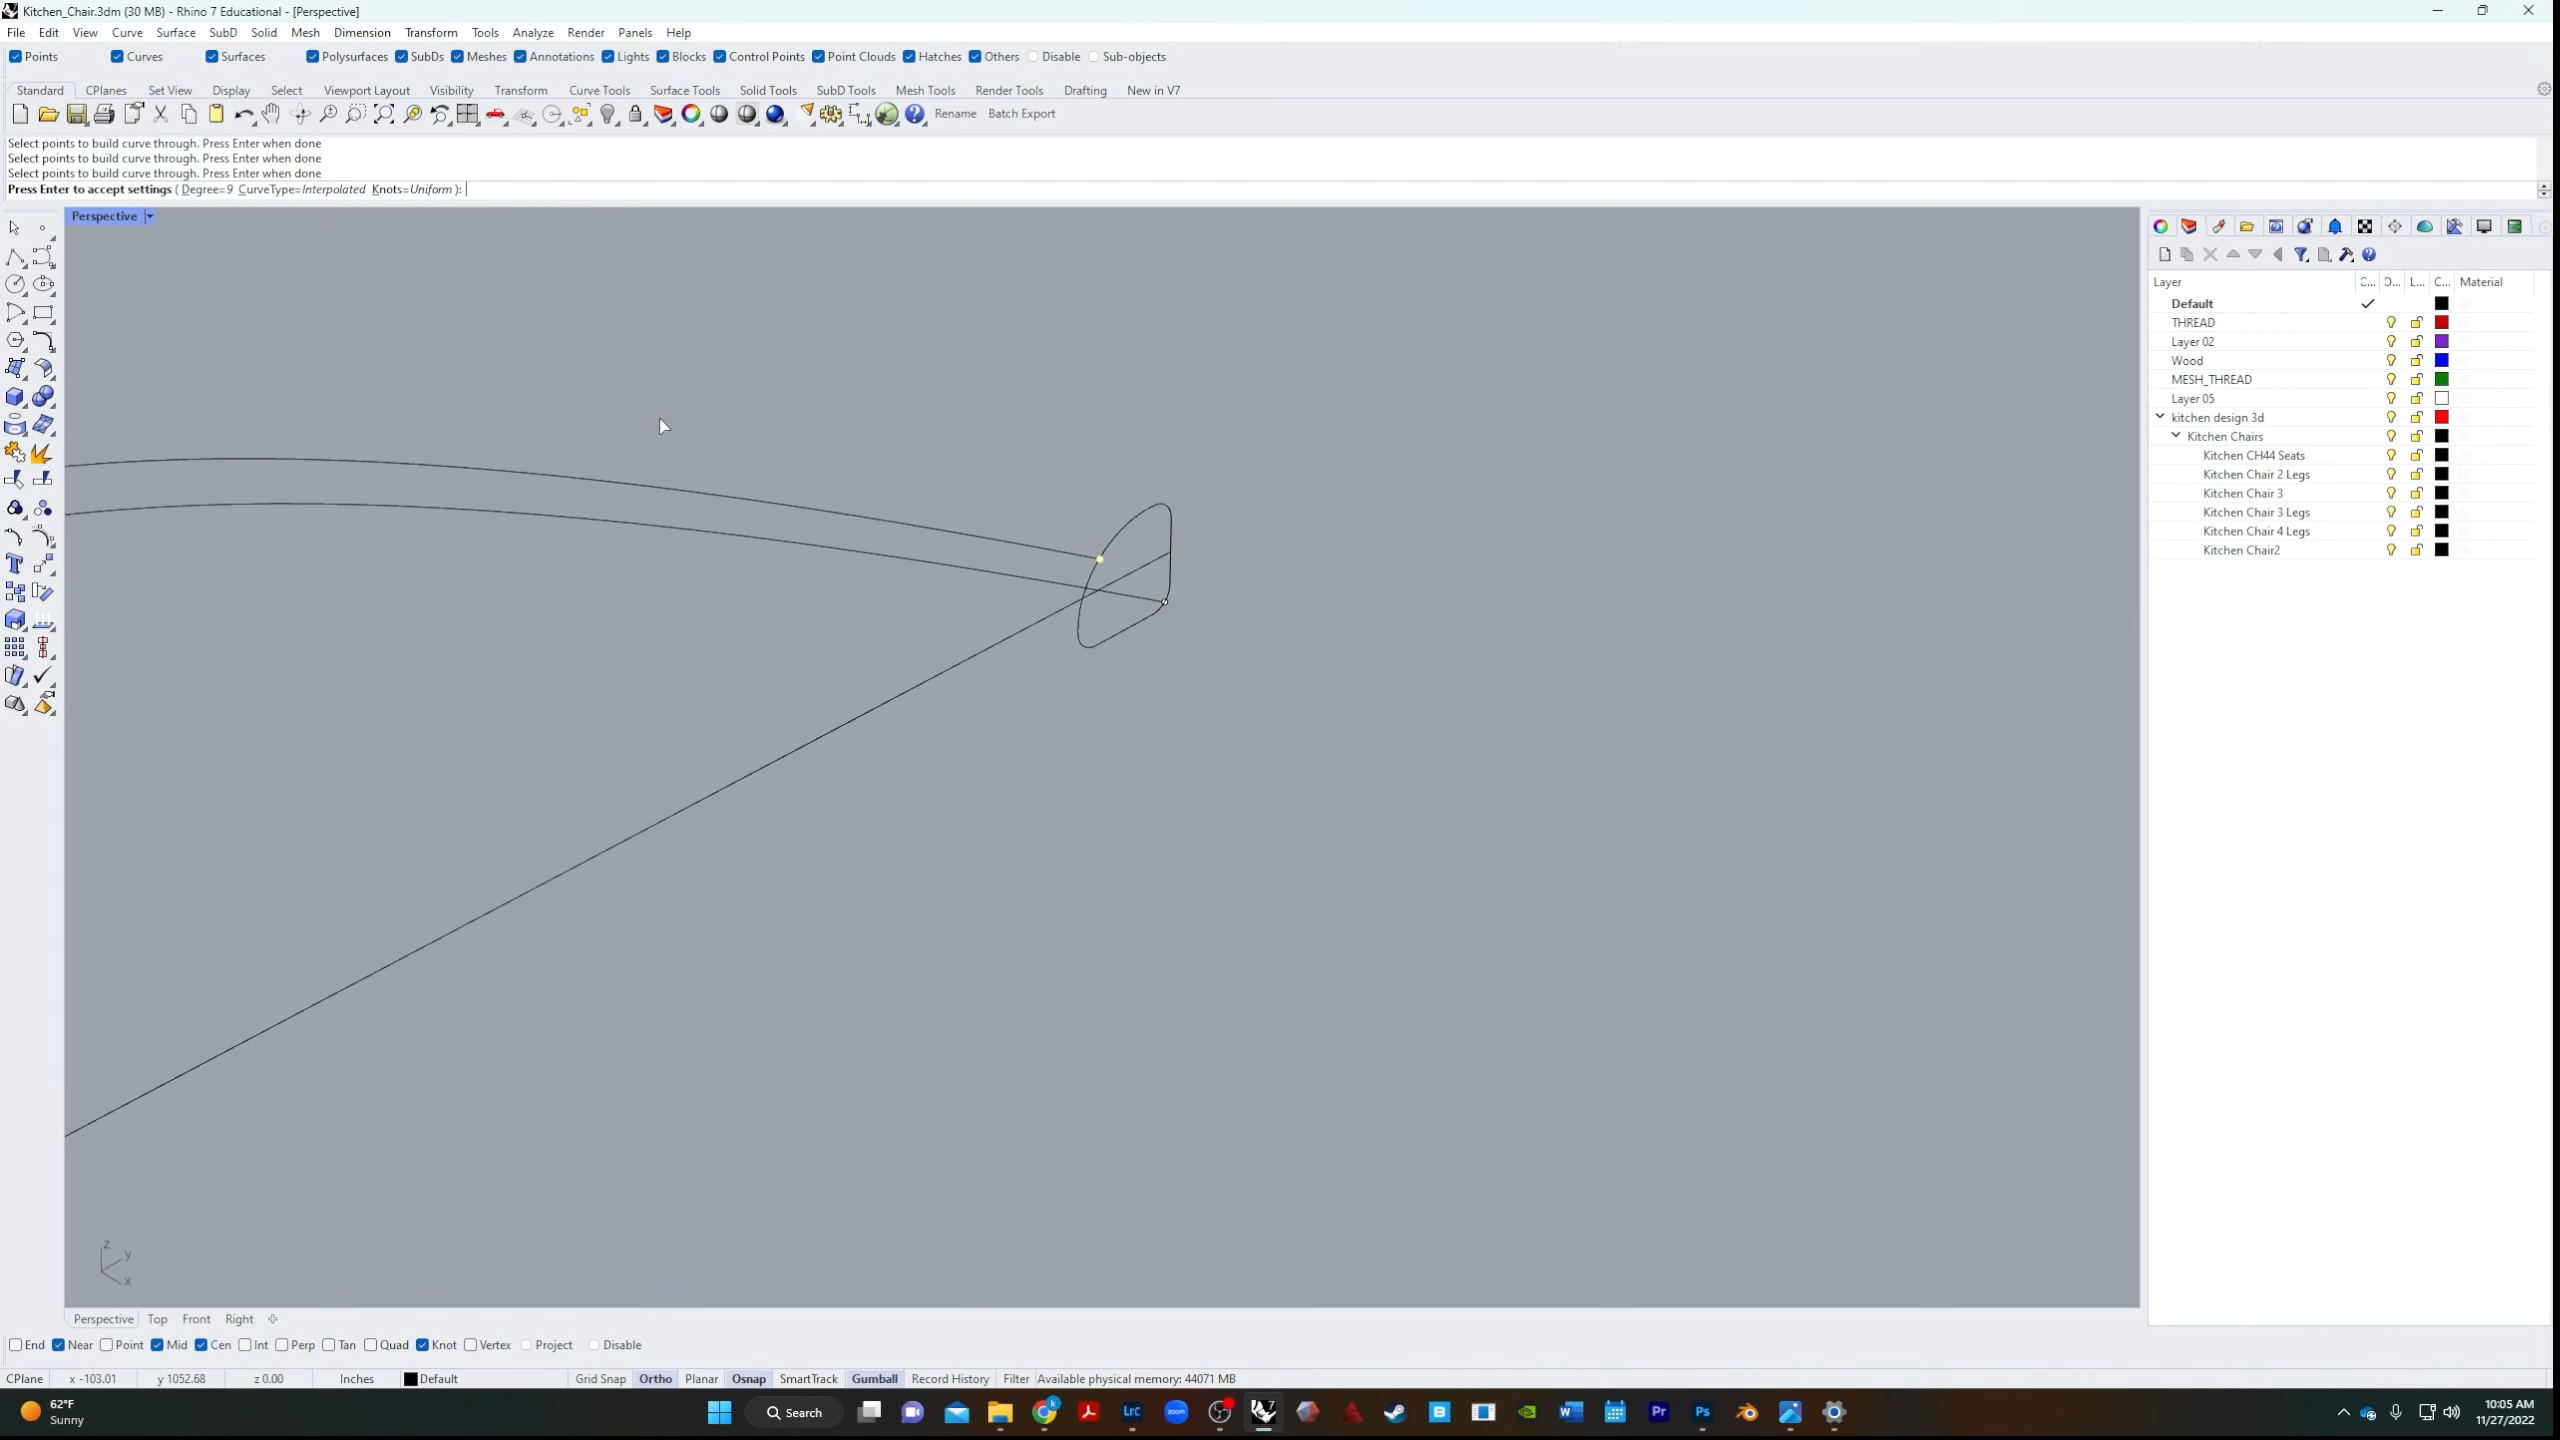 Kitchen_Chair.3dm (30 MB) - Rhino 7 Educational - [Perspective]
File Edit View Curve Surface SubD Solid Mesh Dimension Transform Tools Analyze Render Panels Help
Points Curves Surfaces Polysurfaces SubDs Meshes Annotations Lights Blocks Control Points Point Clouds Hatches Others Disable Sub-objects
Standard CPlanes Set View Display Select Viewport Layout Visibility Transform Curve Tools Surface Tools Solid Tools SubD Tools Mesh Tools Render Tools Drafting New in V7
Rename Batch Export
Select points to build curve through. Press Enter when done
Select points to build curve through. Press Enter when done
Select points to build curve through. Press Enter when done
Press Enter to accept settings ( Degree=9 CurveType=Interpolated Knots=Uniform ):
Perspective
Layer C... O... L... C... Material
Default
THREAD
Layer 02
Wood
MESH_THREAD
Layer 05
kitchen design 3d
Kitchen Chairs
Kitchen CH44 Seats
Kitchen Chair 2 Legs
Kitchen Chair 3
Kitchen Chair 3 Legs
Kitchen Chair 4 Legs
Kitchen Chair2
z
y
x
Perspective Top Front Right
End Near Point Mid Cen Int Perp Tan Quad Knot Vertex Project Disable
CPlane x -103.01 y 1052.68 z 0.00 Inches Default Grid Snap Ortho Planar Osnap SmartTrack Gumball Record History Filter Available physical memory: 44071 MB
62°F
Sunny
Search
Lrc
zoom
Pr
Ps
10:05 AM
11/27/2022